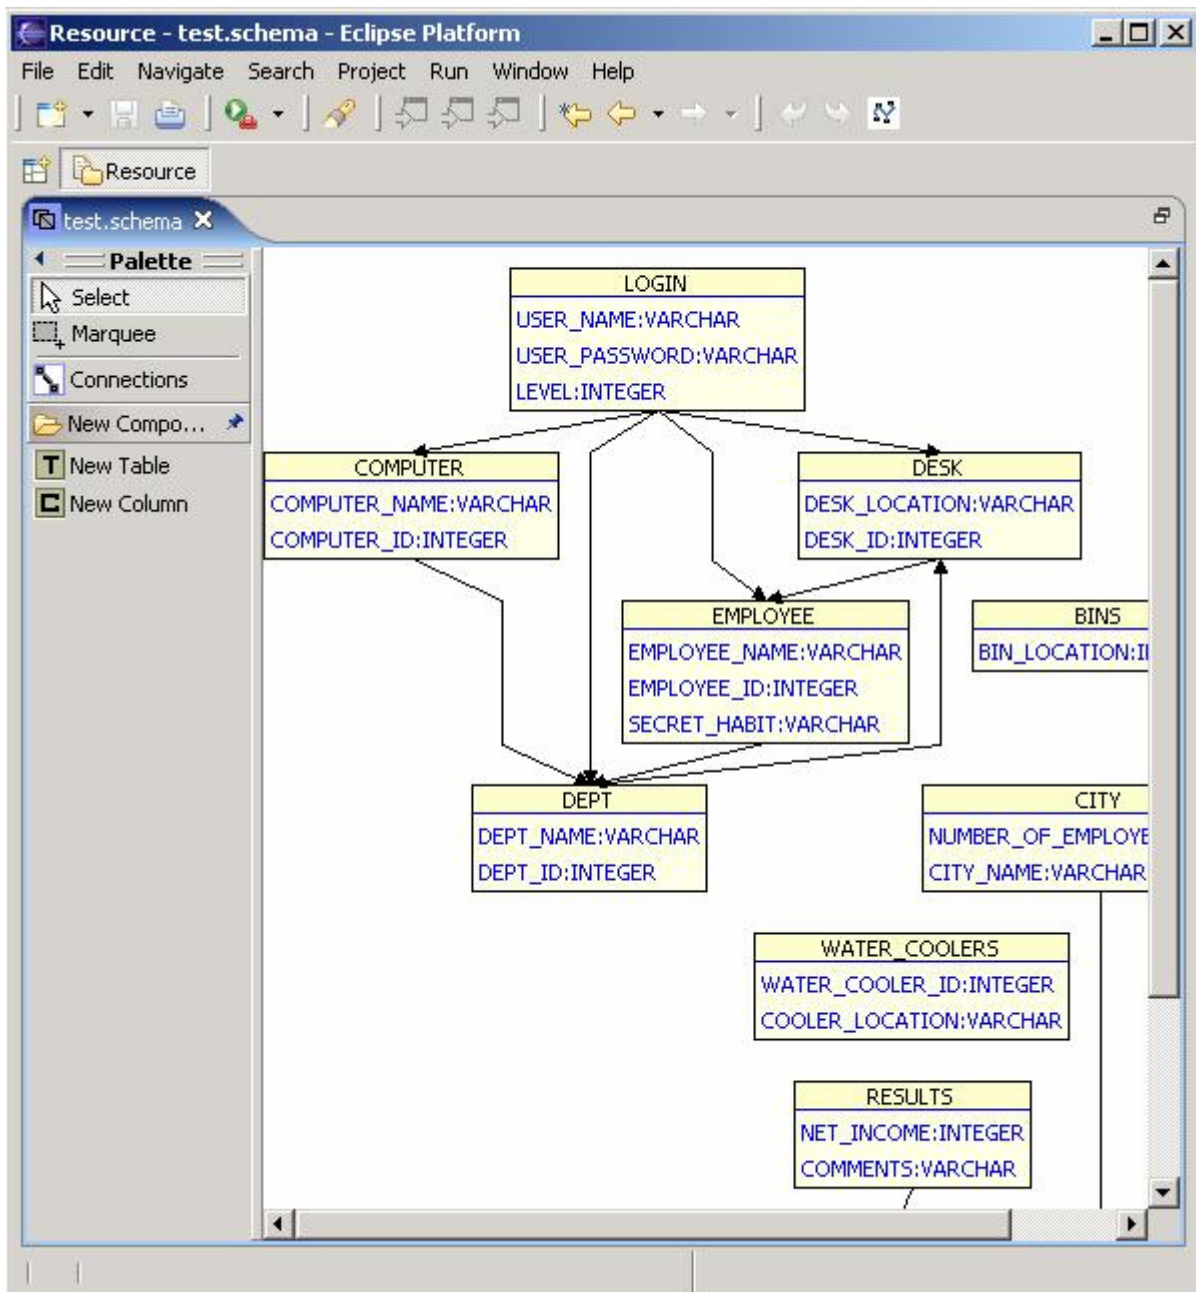 Resource - test.schema - Eclipse Platform
File Edit Navigate Search Project Run Window Help
Resource
test.schema
Palette
Select
Marquee
Connections
New Compo...
New Table
New Column
LOGIN
USER_NAME:VARCHAR
USER_PASSWORD:VARCHAR
LEVEL:INTEGER
COMPUTER
COMPUTER_NAME:VARCHAR
COMPUTER_ID:INTEGER
DESK
DESK_LOCATION:VARCHAR
DESK_ID:INTEGER
EMPLOYEE
EMPLOYEE_NAME:VARCHAR
EMPLOYEE_ID:INTEGER
SECRET_HABIT:VARCHAR
BINS
BIN_LOCATION:I
DEPT
DEPT_NAME:VARCHAR
DEPT_ID:INTEGER
CITY
NUMBER_OF_EMPLOYE
CITY_NAME:VARCHAR
WATER_COOLERS
WATER_COOLER_ID:INTEGER
COOLER_LOCATION:VARCHAR
RESULTS
NET_INCOME:INTEGER
COMMENTS:VARCHAR